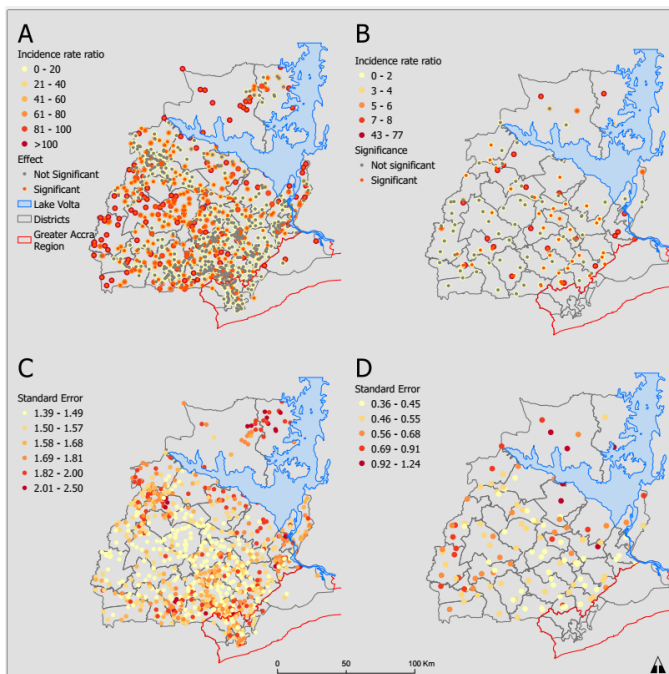 A
Incidence rate ratio
0 - 20
21 - 40
41 - 60
61 - 80
81 - 100
>100
Effect
Not Significant
Significant
Lake Volta
Districts
Greater Accra
Region
B
Incidence rate ratio
0 - 2
3 - 4
5 - 6
7 - 8
43 - 77
Significance
Not significant
Significant
C
Standard Error
1.39 - 1.49
1.50 - 1.57
1.58 - 1.68
1.69 - 1.81
1.82 - 2.00
2.01 - 2.50
D
Standard Error
0.36 - 0.45
0.46 - 0.55
0.56 - 0.68
0.69 - 0.91
0.92 - 1.24
0 50 100 Km